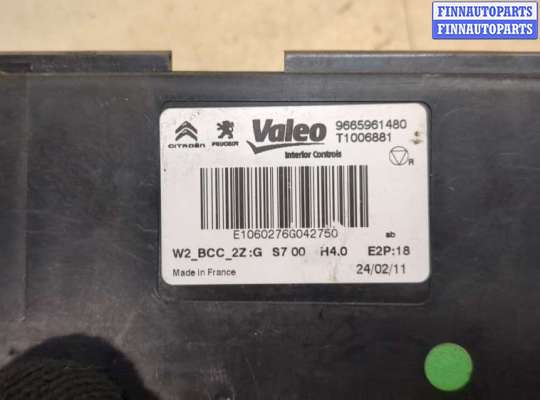 FINNAUTOPARTS
FINNAUTOPARTS
CITROËN PEUGEOT Valeo 9665961480
T1006881
Interior Controls
R
E1060276G042750 ab
W2_BCC_2Z:G S7 00 H4.0 E2P:18
Made in France 24/02/11